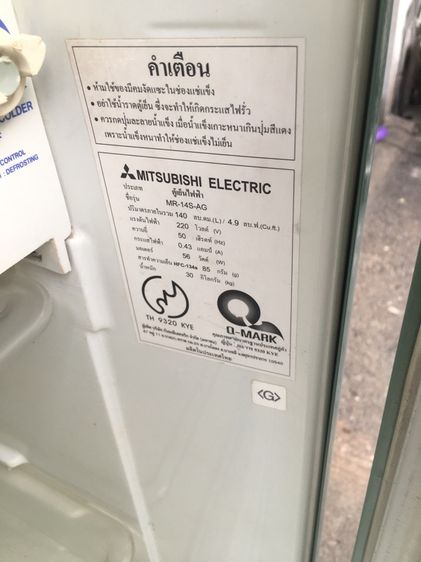 COLDER
CONTROL
- DEFROSTING
คำเตือน
• ห้ามใช้ของมีคมงัดแซะในช่องแช่แข็ง
• อย่าใช้น้ำราดตู้เย็น ซึ่งจะทำให้เกิดกระแสไฟรั่ว
• ควรกดปุ่มละลายน้ำแข็ง เมื่อน้ำแข็งเกาะหนาเกินปุ่มสีแดง
เพราะน้ำแข็งหนาทำให้ช่องแช่แข็งไม่เย็น
MITSUBISHI ELECTRIC
ประเภท ตู้เย็นไฟฟ้า
ชื่อรุ่น MR-14S-AG
ปริมาตรภายในรวม 140 ลบ.ดม.(L) / 4.9 ลบ.ฟ.(Cu.ft.)
แรงดันไฟฟ้า 220 โวลต์ (V)
ความถี่ 50 เฮิรตซ์ (Hz)
กระแสไฟฟ้า 0.43 แอมป์ (A)
มอเตอร์ 56 วัตต์ (W)
สารทำความเย็น HFC-134a 85 กรัม (g)
น้ำหนัก 30 กิโลกรัม (kg)
TH 9320 KYE
Q-MARK
ผลิตในประเทศไทย
<G>